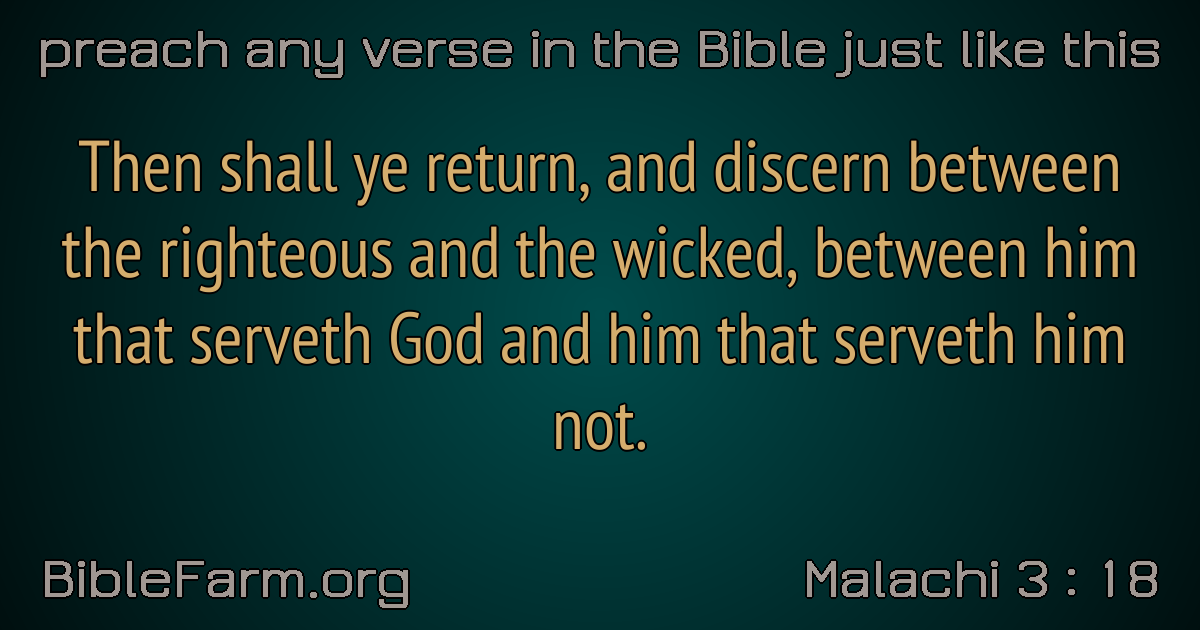 preach any verse in the Bible just like this
Then shall ye return, and discern between
the righteous and the wicked, between him
that serveth God and him that serveth him
not.
BibleFarm.org
Malachi 3 : 18